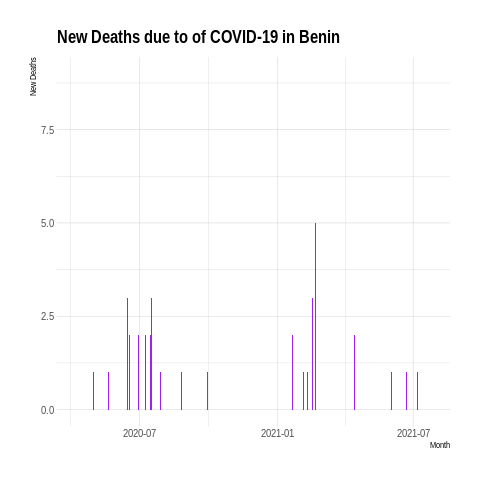 New Deaths due to of COVID-19 in Benin
New Deaths
7.5
5.0
2.5
0.0
2020-07
2021-01
2021-07
Month